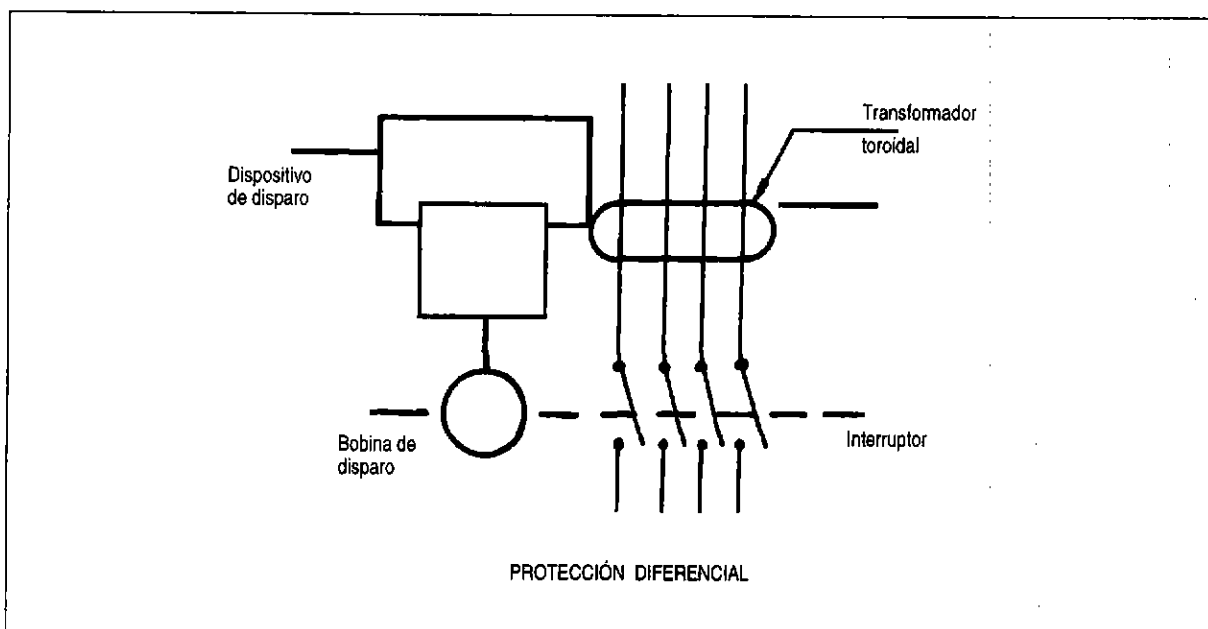 Transformador
toroidal
Dispositivo
de disparo
Bobina de
disparo
Interruptor
PROTECCIÓN DIFERENCIAL